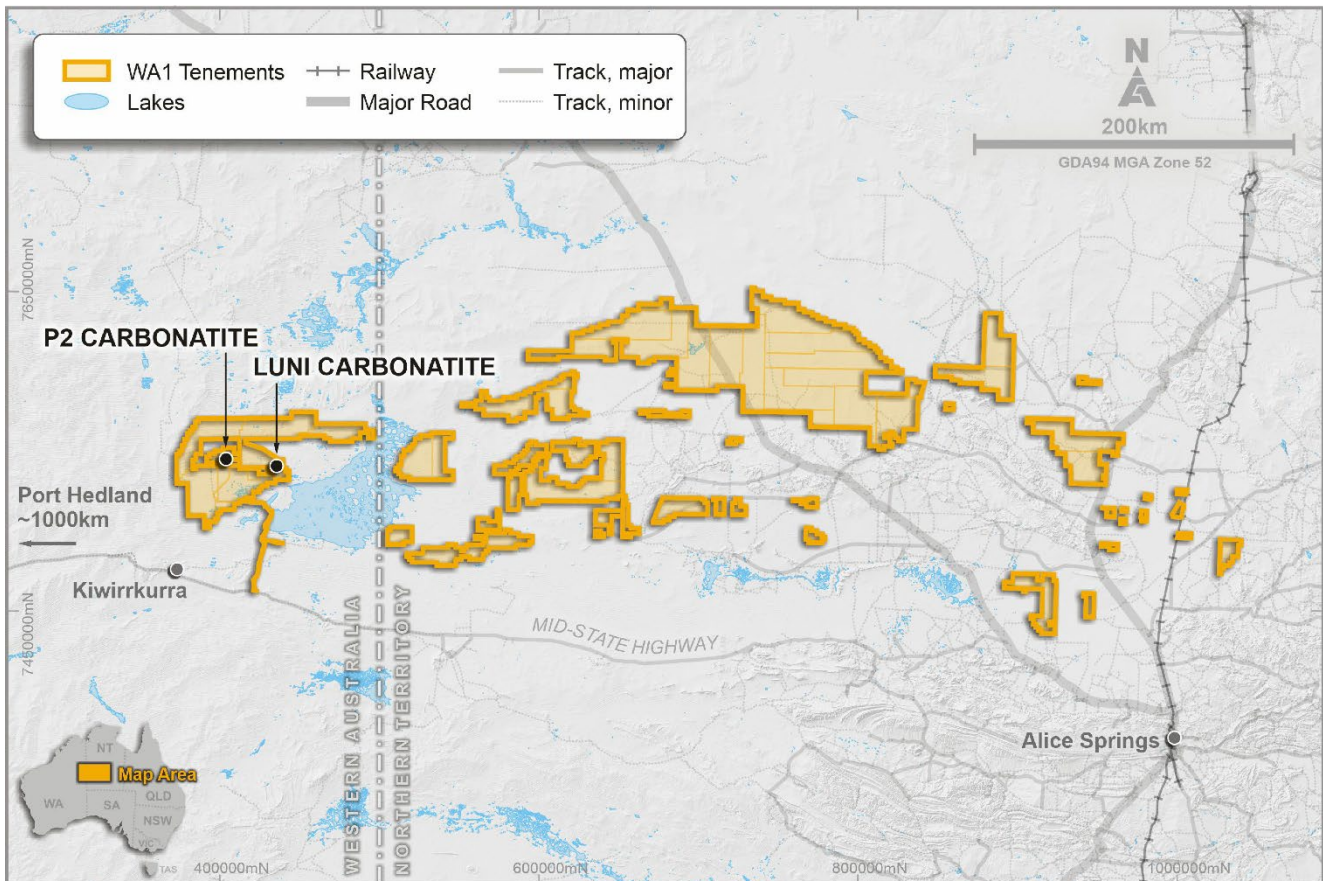 WA1 Tenements
Railway
Track, major
Lakes
Major Road
Track, minor
N
200km
GDA94 MGA Zone 52
7650000mN
P2 CARBONATITE
LUNI CARBONATITE
Port Hedland
~1000km
Kiwirrkurra
7450000mN
MID-STATE HIGHWAY
WESTERN AUSTRALIA
NORTHERN TERRITORY
Alice Springs
NT
Map Area
WA
SA
QLD
NSW
VIC
TAS
400000mN
600000mN
800000mN
1000000mN